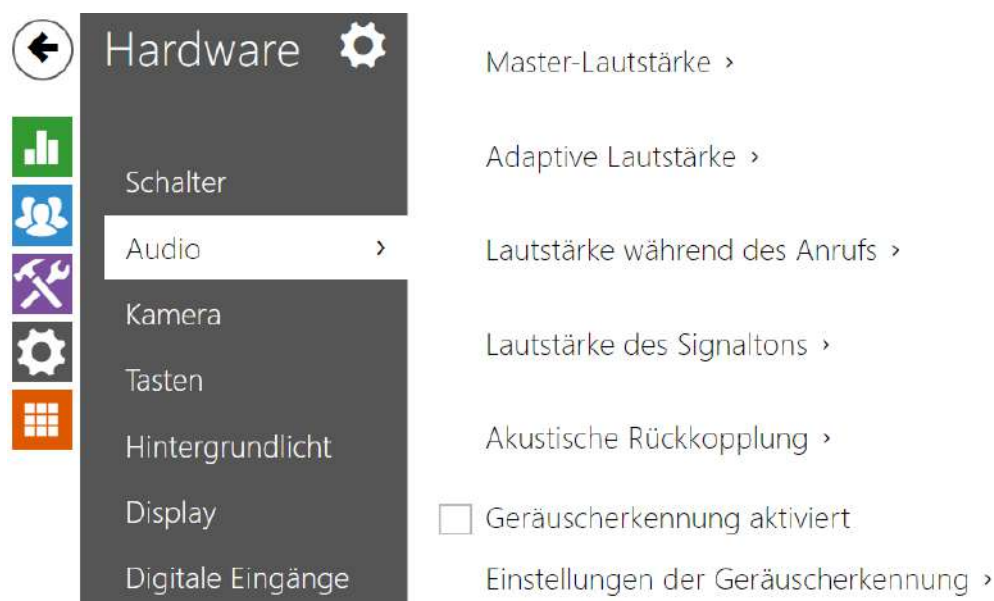 Hardware
Schalter
Audio
Kamera
Tasten
Hintergrundlicht
Display
Digitale Eingänge
Master-Lautstärke ›
Adaptive Lautstärke ›
Lautstärke während des Anrufs ›
Lautstärke des Signaltons ›
Akustische Rückkopplung ›
Geräuscherkennung aktiviert
Einstellungen der Geräuscherkennung ›